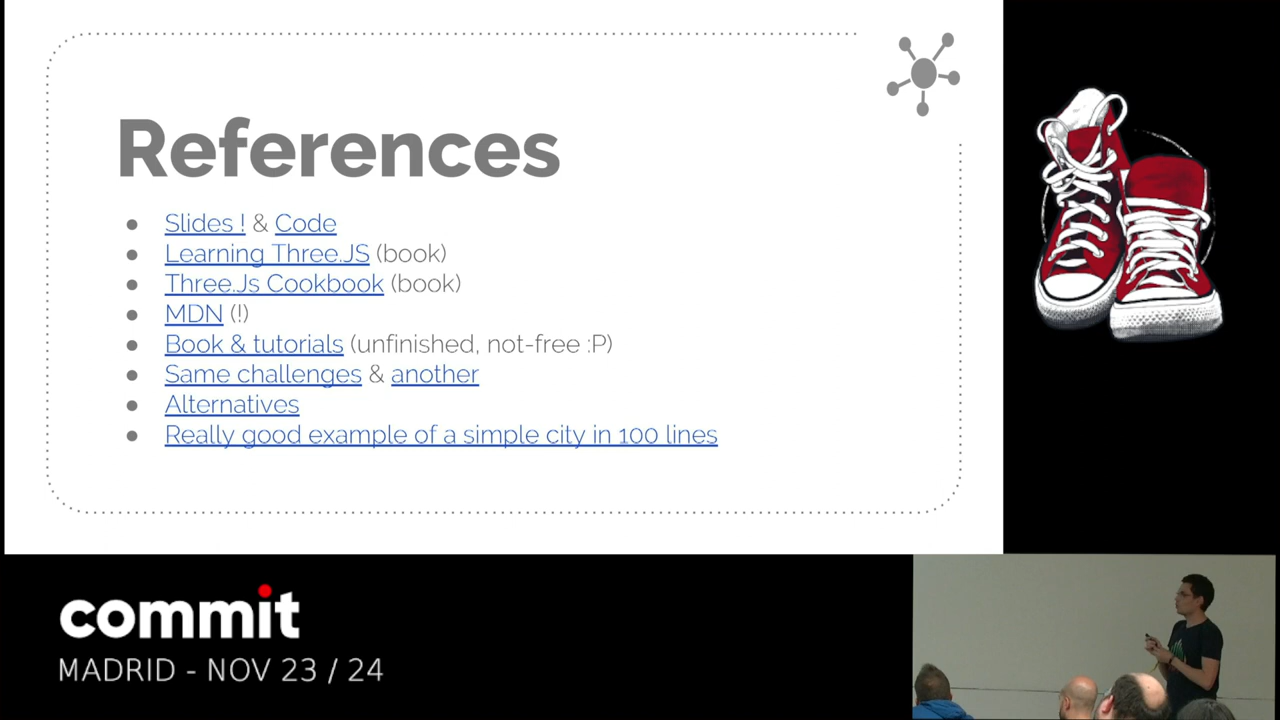 References
● Slides ! & Code
● Learning Three.JS (book)
● Three.Js Cookbook (book)
● MDN (!)
● Book & tutorials (unfinished, not-free :P)
● Same challenges & another
● Alternatives
● Really good example of a simple city in 100 lines
commit
MADRID - NOV 23 / 24